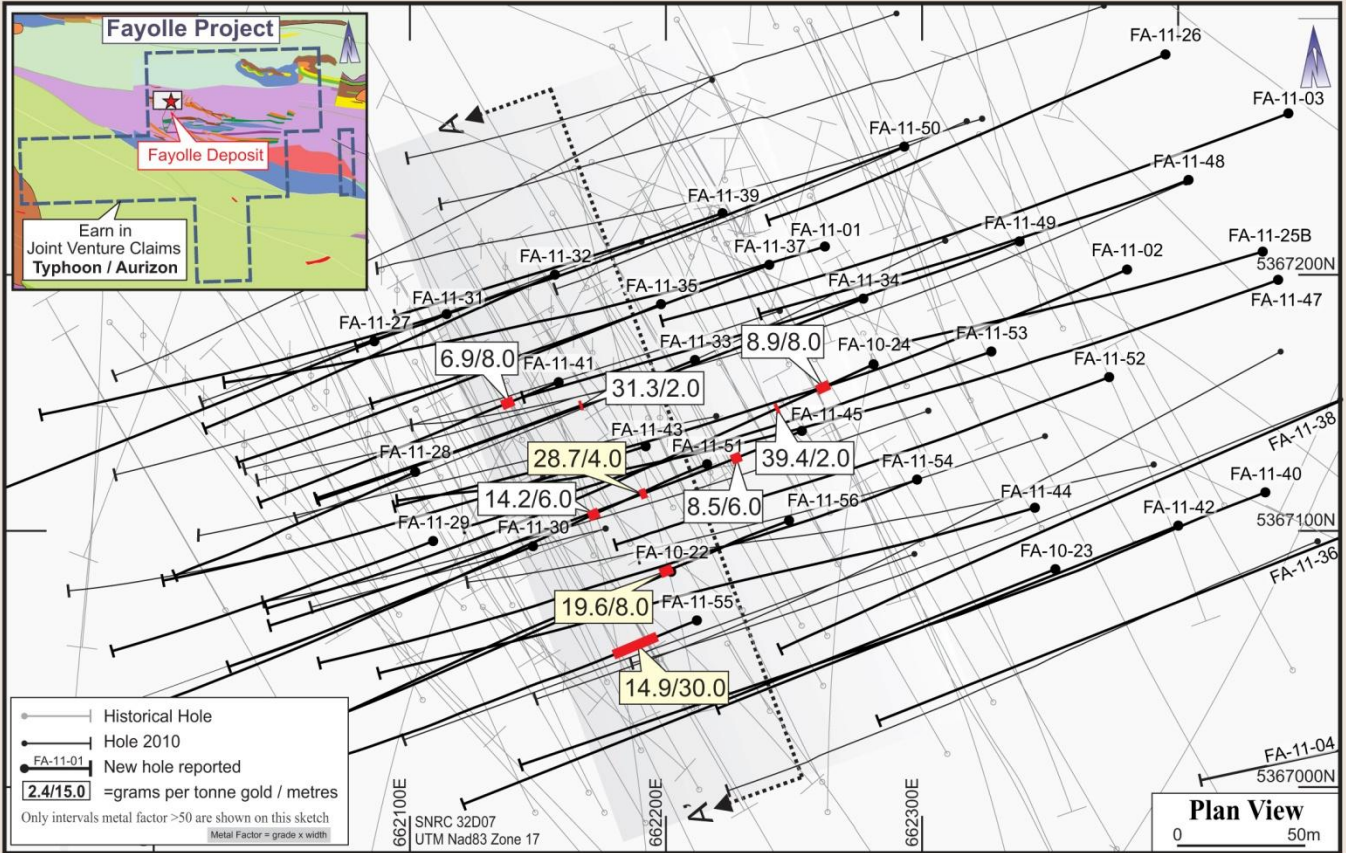 Fayolle Project
N
Fayolle Deposit
Earn in
Joint Venture Claims
Typhoon / Aurizon
N
A
FA-11-26
FA-11-03
FA-11-50
FA-11-48
FA-11-39
FA-11-49
FA-11-01
FA-11-37
FA-11-02
FA-11-25B
5367200N
FA-11-32
FA-11-34
FA-11-35
FA-11-47
FA-11-31
FA-11-27
FA-11-33
8.9/8.0
FA-11-53
6.9/8.0
FA-10-24
FA-11-52
FA-11-41
31.3/2.0
FA-11-45
FA-11-38
FA-11-43
FA-11-51
39.4/2.0
FA-11-28
28.7/4.0
FA-11-54
FA-11-40
14.2/6.0
8.5/6.0
FA-11-44
FA-11-56
FA-11-42
5367100N
FA-11-29
FA-11-30
FA-10-22
FA-10-23
FA-11-36
19.6/8.0
FA-11-55
14.9/30.0
FA-11-04
5367000N
A'
662100E
662200E
662300E
SNRC 32D07
UTM Nad83 Zone 17
Historical Hole
Hole 2010
FA-11-01
New hole reported
2.4/15.0 =grams per tonne gold / metres
Only intervals metal factor >50 are shown on this sketch
Metal Factor = grade x width
Plan View
0 50m